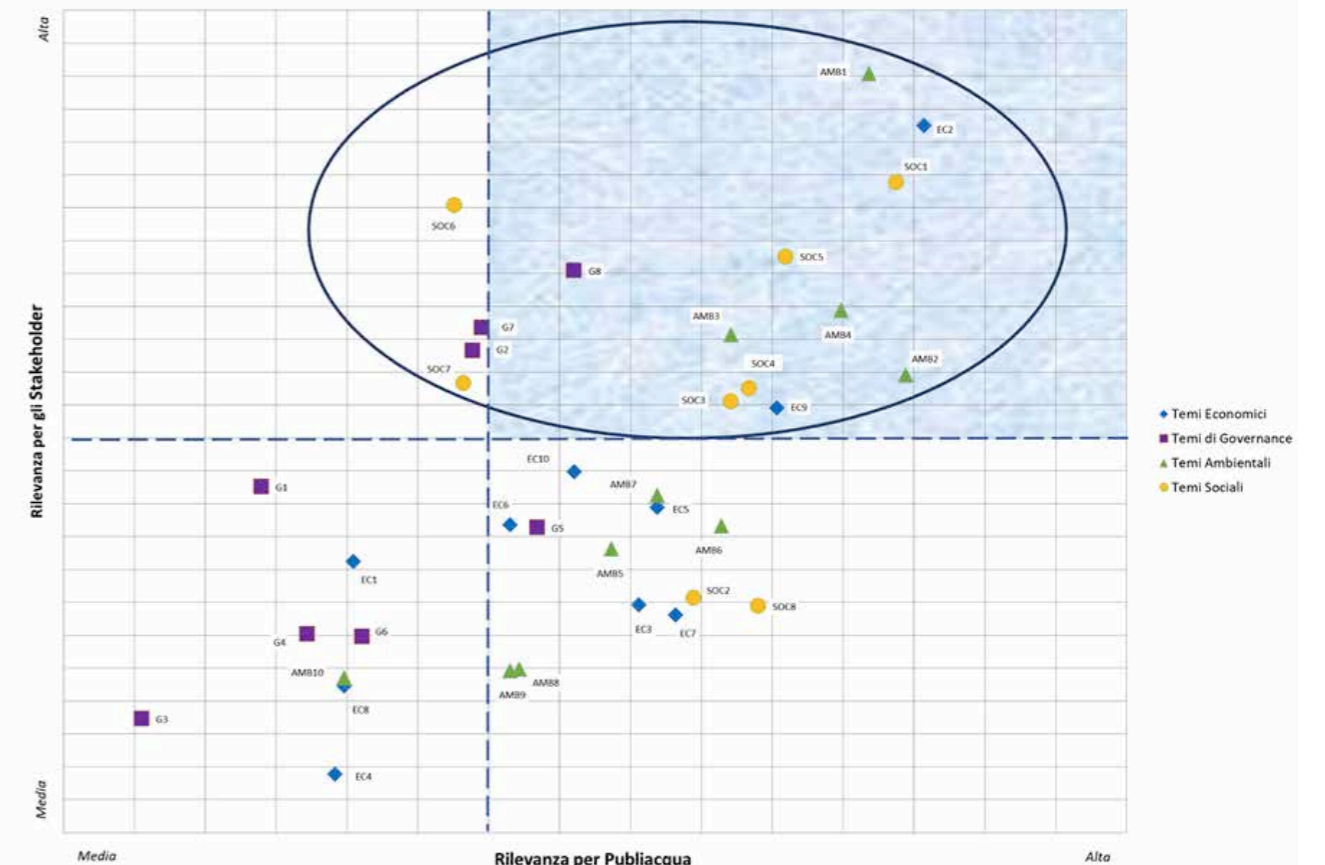 Alta
AMB1
EC2
SOC1
SOC6
SOC5
G8
AMB3
G7
AMB4
G2
AMB2
SOC4
SOC7
SOC3
EC9
Rilevanza per gli Stakeholder
Temi Economici
Temi di Governance
Temi Ambientali
Temi Sociali
EC10
AMB7
G1
EC6
EC5
G5
AMB6
AMB5
EC1
SOC2
SOC8
EC3
EC7
G4
G6
AMB10
AMB8
AMB9
EC8
G3
EC4
Media
Media
Rilevanza per Publiacqua
Alta